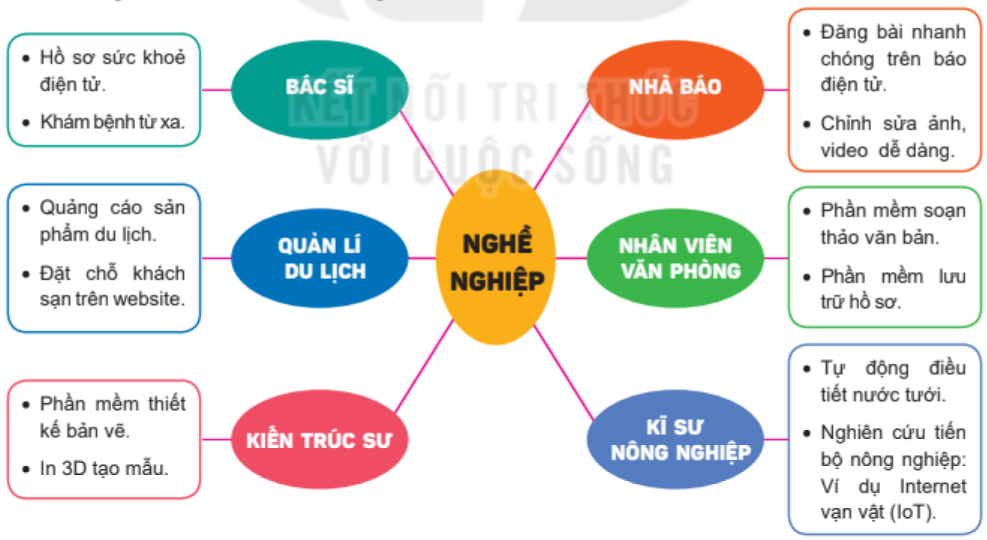 Hồ sơ sức khoẻ
điện tử.
Khám bệnh từ xa.
BÁC SĨ
NHÀ BÁO
Đăng bài nhanh
chóng trên báo
điện tử.
Chỉnh sửa ảnh,
video dễ dàng.
KẾT NỐI TRI THỨC
VỚI CUỘC SỐNG
Quảng cáo sản
phẩm du lịch.
Đặt chỗ khách
sạn trên website.
QUẢN LÍ
DU LỊCH
NGHỀ
NGHIỆP
NHÂN VIÊN
VĂN PHÒNG
Phần mềm soạn
thảo văn bản.
Phần mềm lưu
trữ hồ sơ.
Phần mềm thiết
kế bản vẽ.
In 3D tạo mẫu.
KIẾN TRÚC SƯ
KĨ SƯ
NÔNG NGHIỆP
Tự động điều
tiết nước tưới.
Nghiên cứu tiến
bộ nông nghiệp:
Ví dụ Internet
vạn vật (IoT).